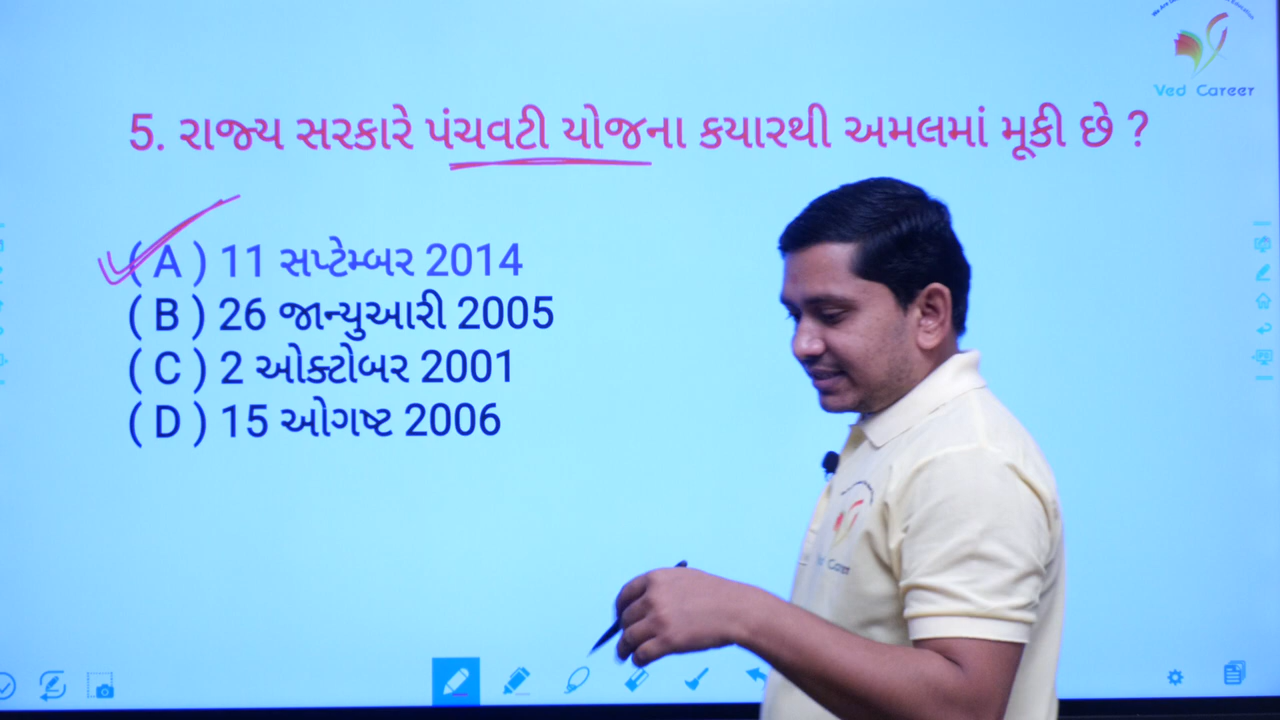 Ved Career
5. રાજ્ય સરકારે પંચવટી યોજના કયારથી અમલમાં મૂકી છે ?
( A ) 11 સપ્ટેમ્બર 2014
( B ) 26 જાન્યુઆરી 2005
( C ) 2 ઓક્ટોબર 2001
( D ) 15 ઓગષ્ટ 2006